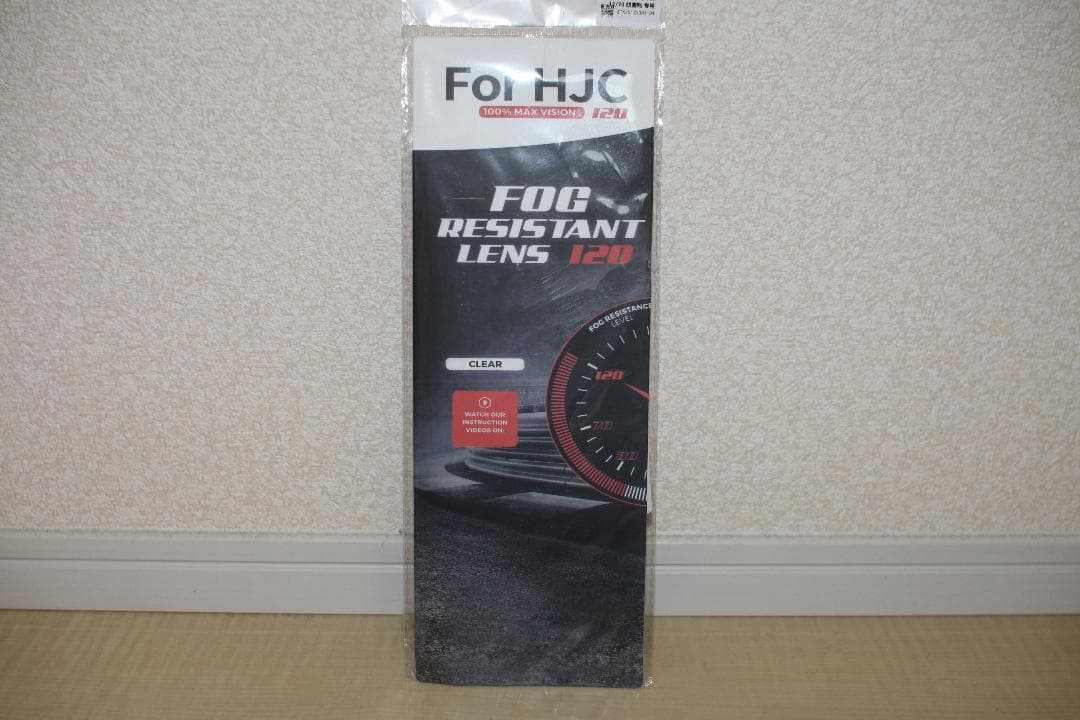 For HJC
100% MAX VISION 120
FOG
RESISTANT
LENS 120
FOG RESISTANCE
LEVEL
120
70
30
CLEAR
WATCH OUR
INSTRUCTION
VIDEOS ON: